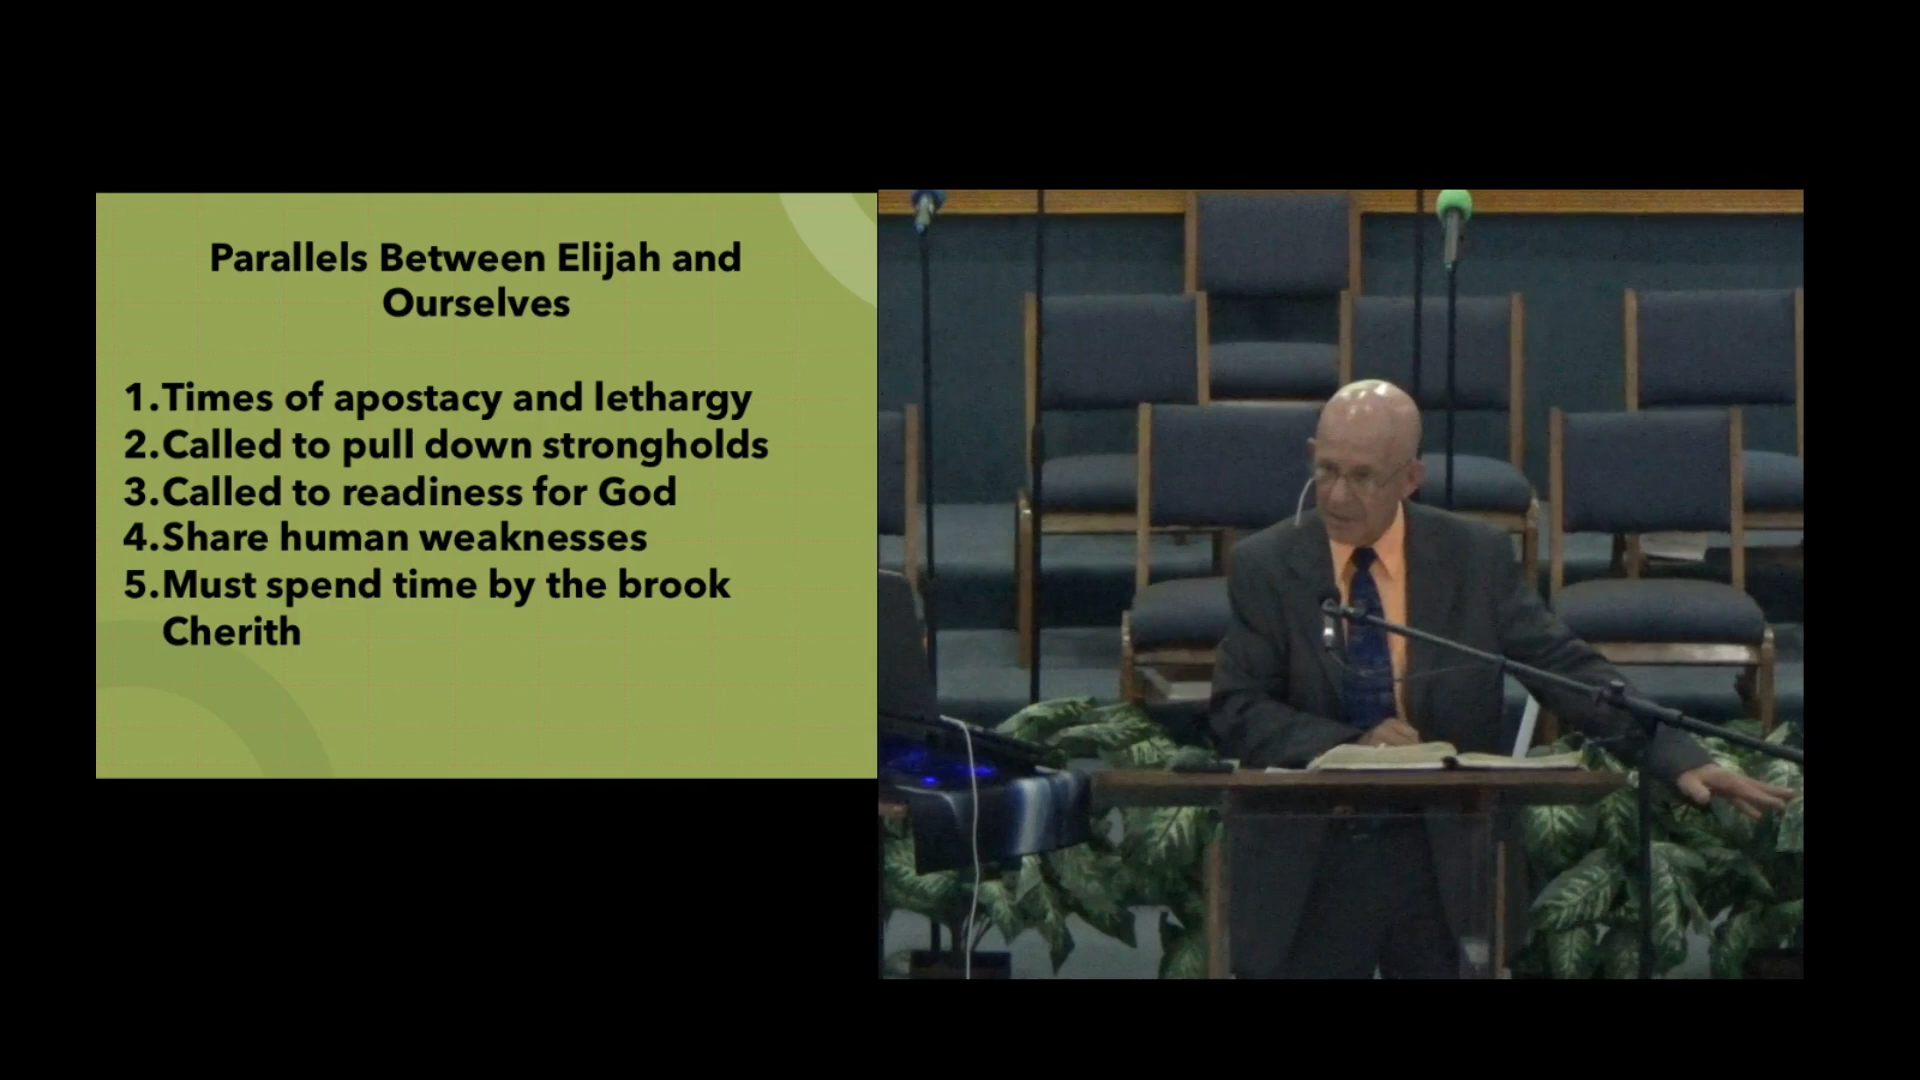 Parallels Between Elijah and
Ourselves
1.Times of apostacy and lethargy
2.Called to pull down strongholds
3.Called to readiness for God
4.Share human weaknesses
5.Must spend time by the brook
Cherith